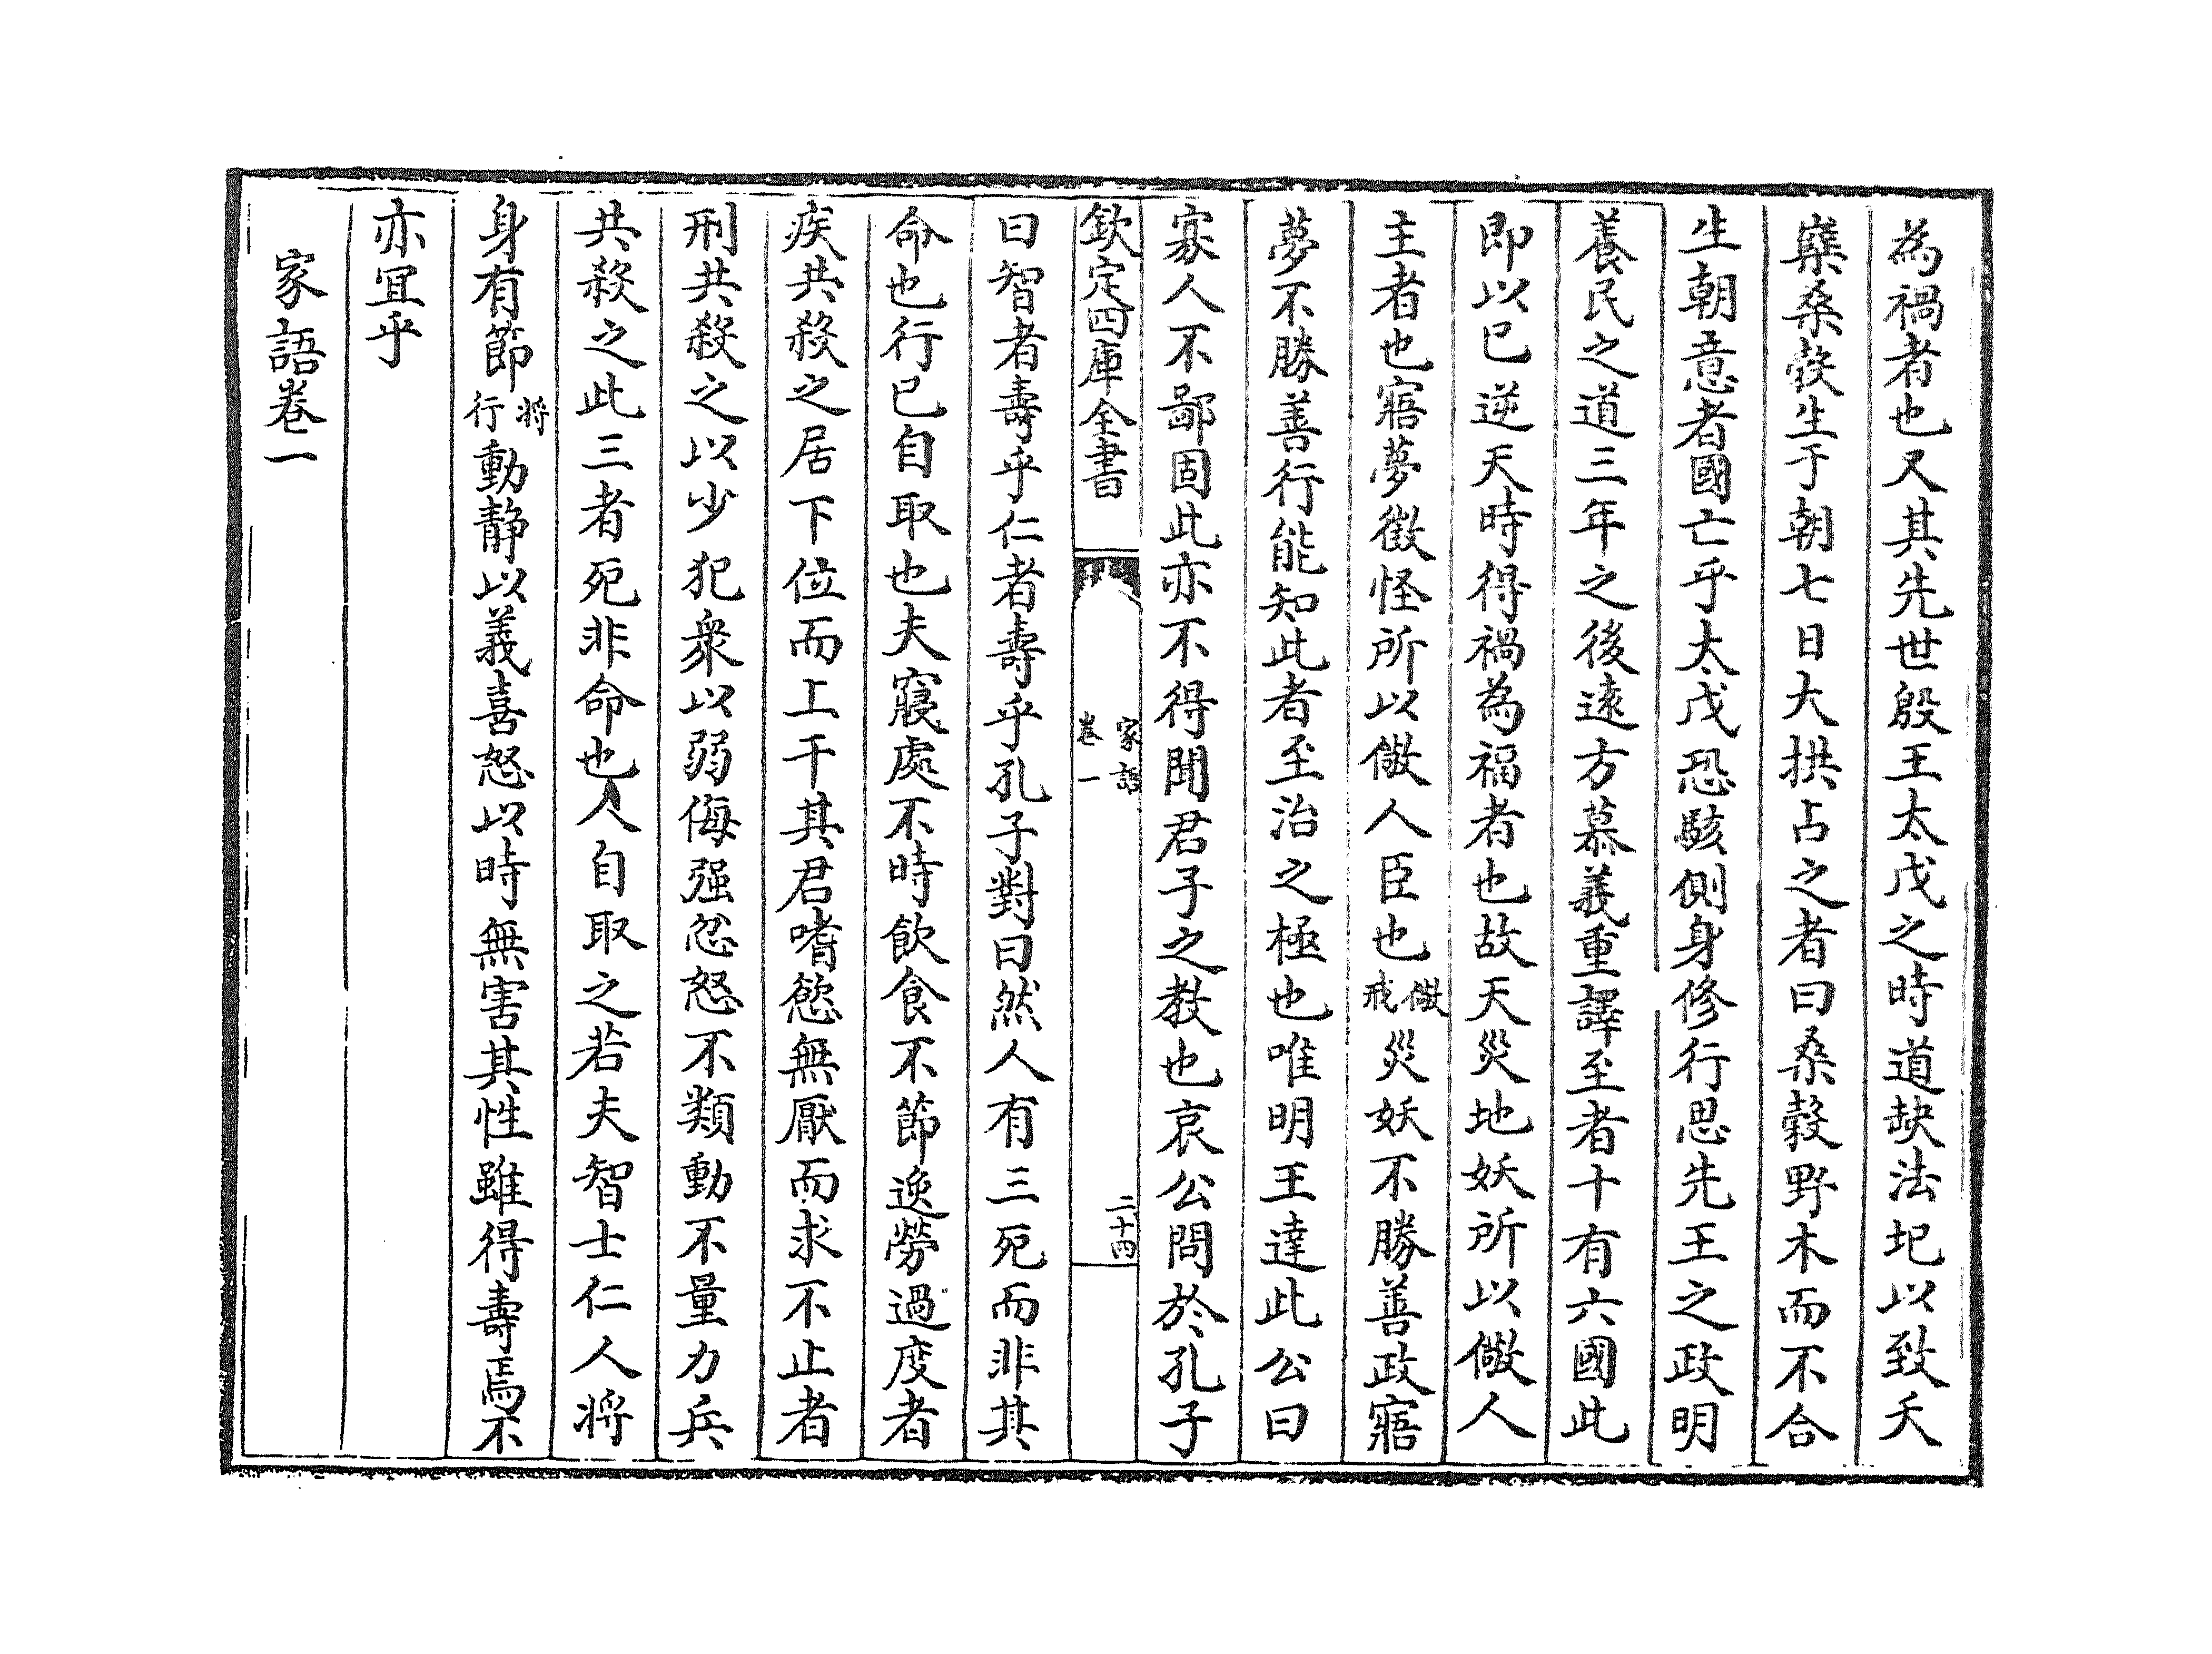 為禍者也又其先世殷王太戊之時道缺法圮以致夭
櫱桑榖生于朝七日大拱占之者曰桑榖野木而不合
生朝意者國亡乎太戊恐駭側身修行思先王之政明
養民之道三年之後遠方慕義重譯至者十有六國此
即以已逆天時得禍為福者也故天災地妖所以儆人
主者也寤夢徵怪所以儆人臣也儆戒災妖不勝善政寤
夢不勝善行能知此者至治之極也唯明王達此公曰
寡人不鄙固此亦不得聞君子之教也哀公問於孔子
欽定四庫全書
家語
卷一
二十四
曰智者壽乎仁者壽乎孔子對曰然人有三死而非其
命也行已自取也夫寢處不時飲食不節逸勞過度者
疾共殺之居下位而上干其君嗜慾無厭而求不止者
刑共殺之以少犯衆以弱侮强忿怒不類動不量力兵
共殺之此三者死非命也人自取之若夫智士仁人將
身有節將行動靜以義喜怒以時無害其性雖得壽焉不
亦宜乎
家語卷一